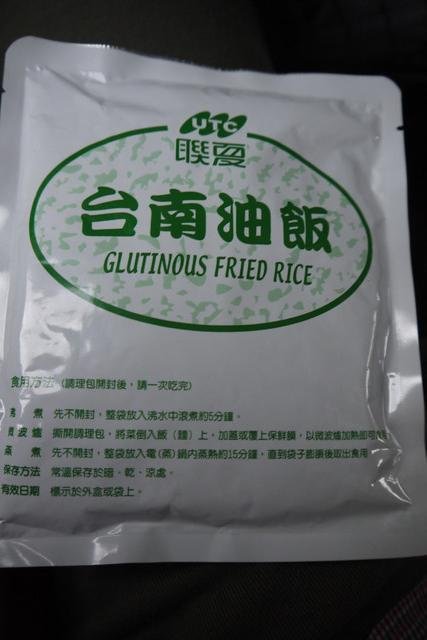 UTC
聯夏
台南油飯
GLUTINOUS FRIED RICE
食用方法 (調理包開封後，請一次吃完)
沸 煮 先不開封，整袋放入沸水中滾煮約5分鐘。
微波爐 撕開調理包，將菜倒入飯（麵）上，加蓋或覆上保鮮膜，以微波爐加熱即可
蒸 煮 先不開封，整袋放入電(蒸)鍋內蒸熱約15分鐘，直到袋子膨脹後取出食用
保存方法 常溫保存於暗、乾、涼處。
有效日期 標示於外盒或袋上。